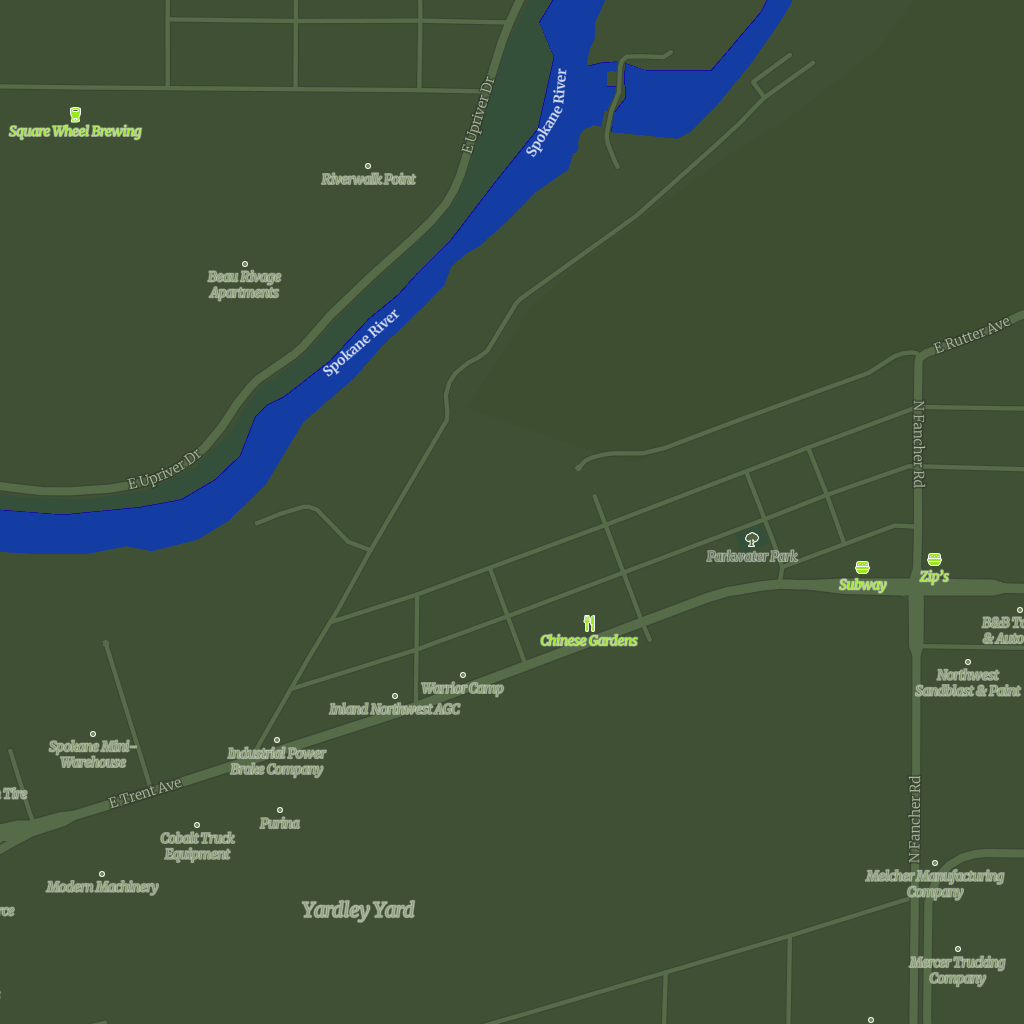 E Upriver Dr
Spokane River
Square Wheel Brewing
Riverwalk Point
Beau Rivage
Apartments
Spokane River
E Rutter Ave
N Fancher Rd
E Upriver Dr
Parkwater Park
Subway
Zip's
Chinese Gardens
B&B To
& Auto
Northwest
Sandblast & Paint
Warrior Camp
Inland Northwest AGC
Spokane Mini-
Warehouse
Industrial Power
Brake Company
Tire
E Trent Ave
Purina
Cobalt Truck
Equipment
N Fancher Rd
Modern Machinery
Melcher Manufacturing
Company
Yardley Yard
Mercer Trucking
Company